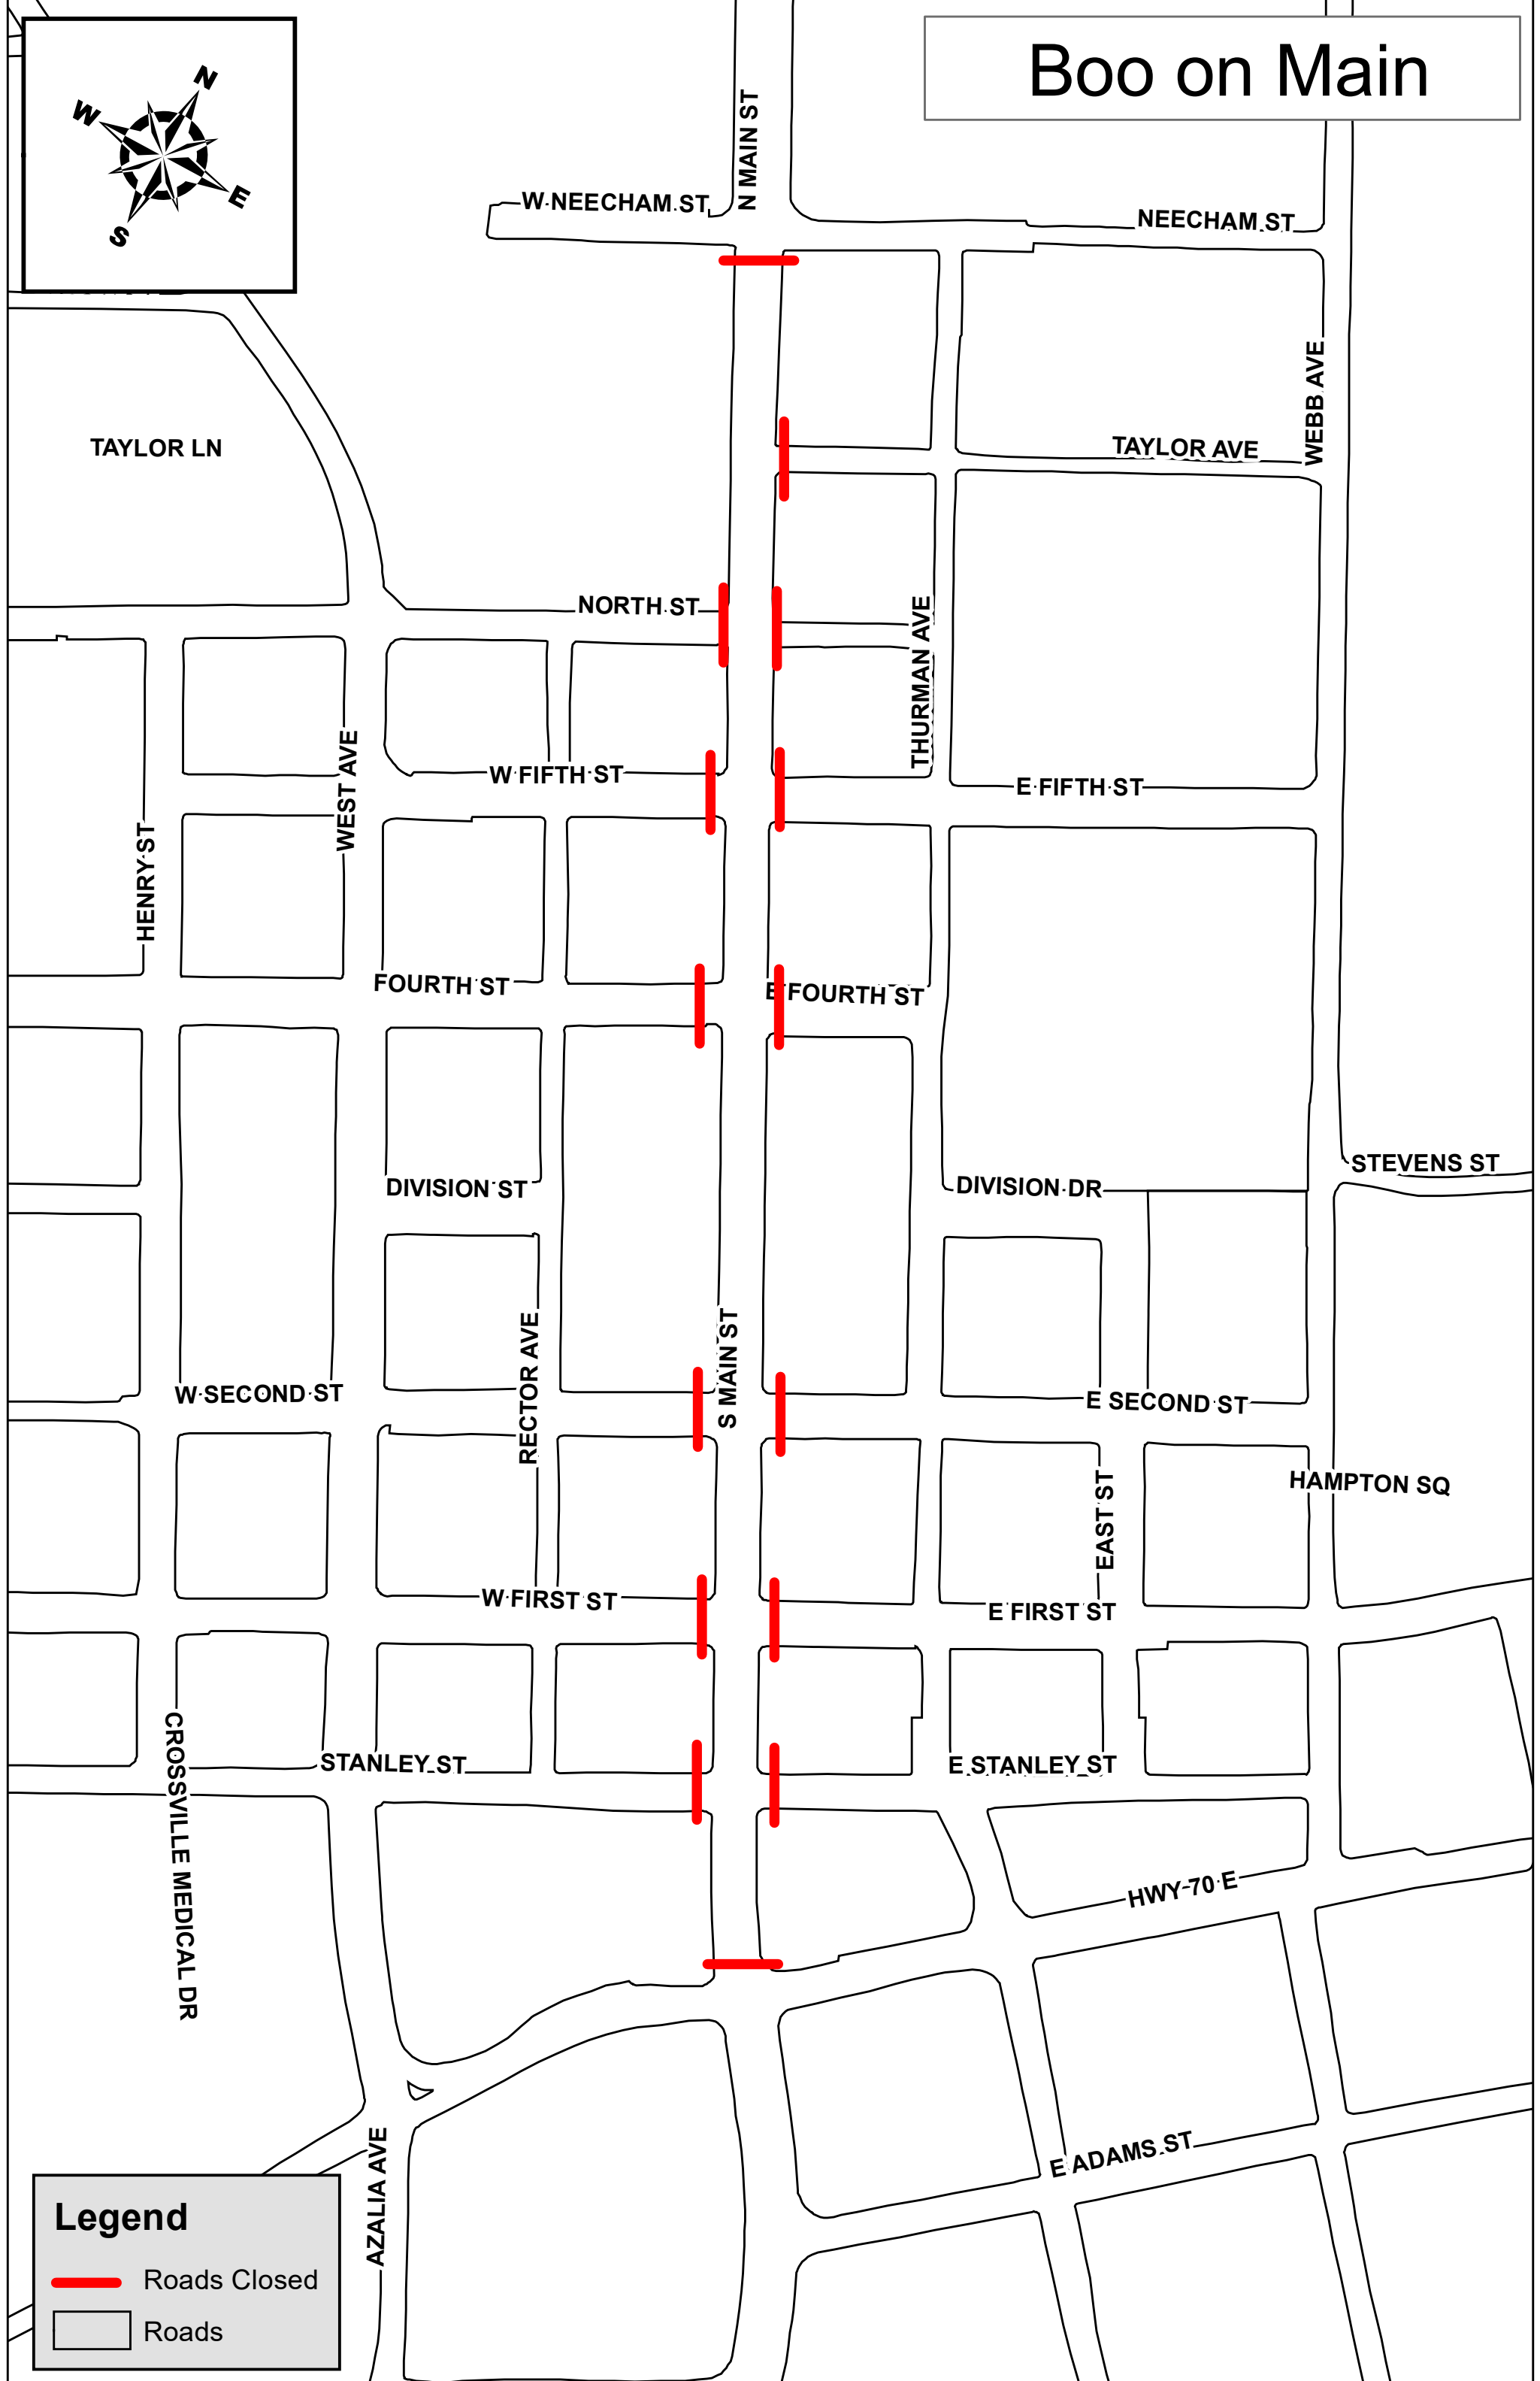 Boo on Main
N
W
E
S
N MAIN ST
W NEECHAM ST
NEECHAM ST
TAYLOR LN
TAYLOR AVE
WEBB AVE
NORTH ST
THURMAN AVE
W FIFTH ST
WEST AVE
E FIFTH ST
HENRY ST
FOURTH ST
E FOURTH ST
DIVISION ST
DIVISION DR
STEVENS ST
RECTOR AVE
S MAIN ST
W SECOND ST
E SECOND ST
HAMPTON SQ
EAST ST
W FIRST ST
E FIRST ST
STANLEY ST
E STANLEY ST
CROSSVILLE MEDICAL DR
HWY 70 E
E ADAMS ST
AZALIA AVE
Legend
Roads Closed
Roads